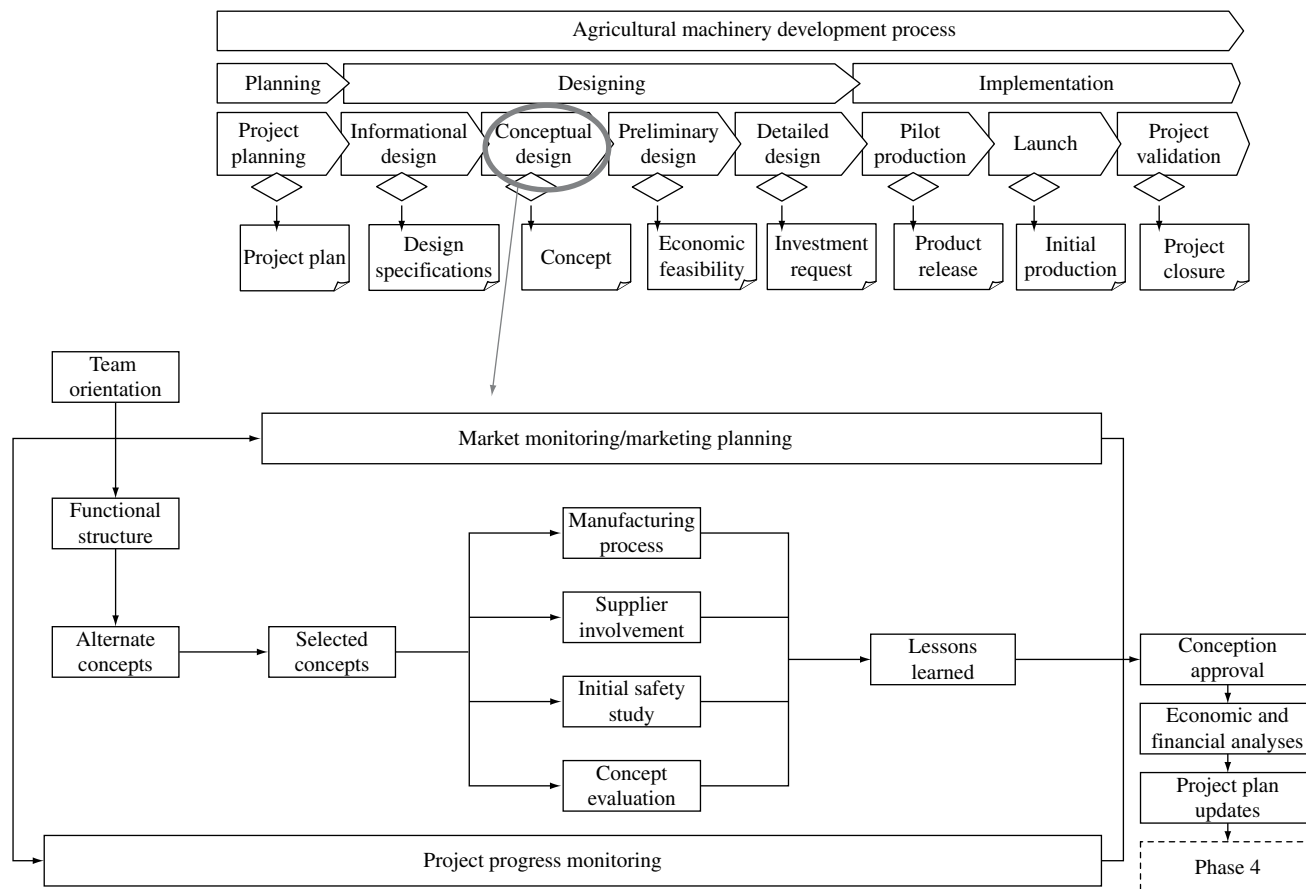 Agricultural machinery development process
Planning
Designing
Implementation
Project
planning
Informational
design
Conceptual
design
Preliminary
design
Detailed
design
Pilot
production
Launch
Project
validation
Project plan
Design
specifications
Concept
Economic
feasibility
Investment
request
Product
release
Initial
production
Project
closure
Team
orientation
Market monitoring/marketing planning
Functional
structure
Manufacturing
process
Supplier
involvement
Alternate
concepts
Selected
concepts
Initial safety
study
Concept
evaluation
Lessons
learned
Conception
approval
Economic and
financial analyses
Project plan
updates
Project progress monitoring
Phase 4